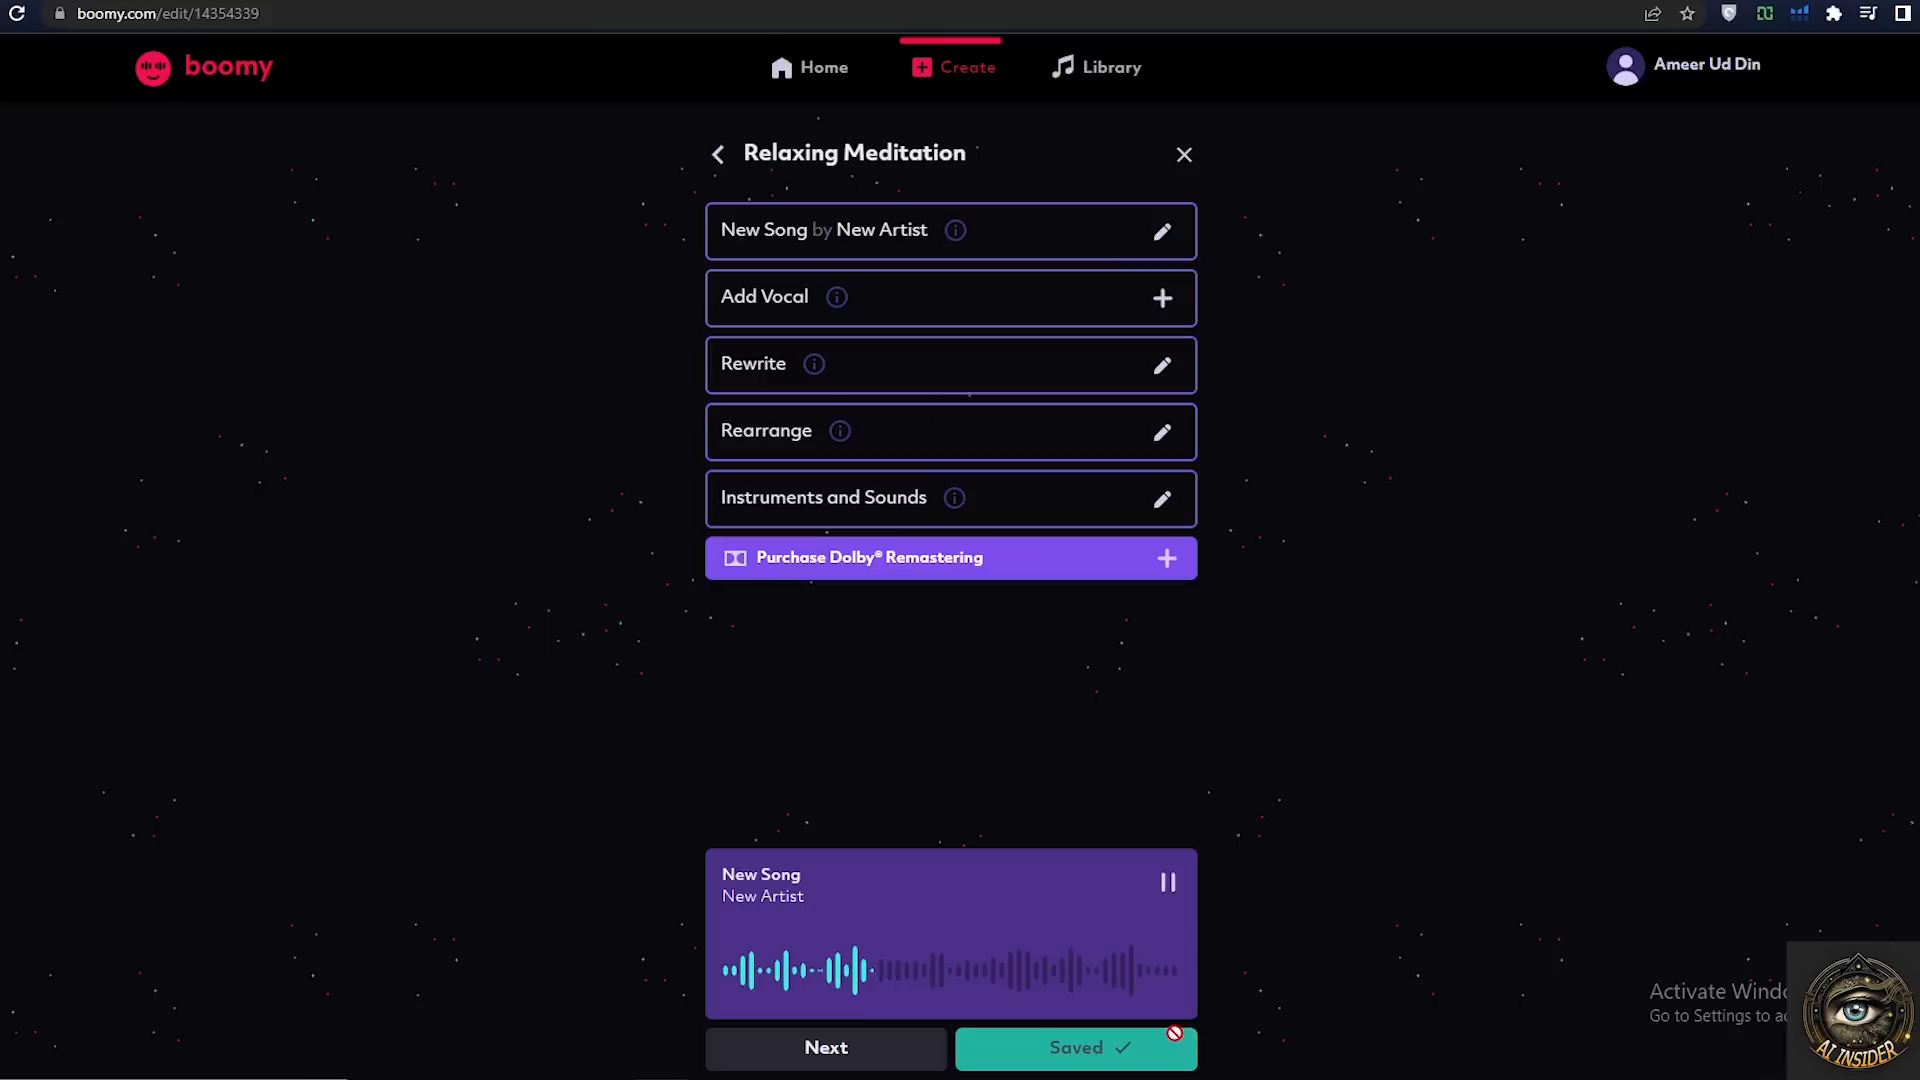 boomy.com/edit/14354339
boomy
Home
Create
Library
Ameer Ud Din
Relaxing Meditation
New Song by New Artist
Add Vocal
Rewrite
Rearrange
Instruments and Sounds
Purchase Dolby® Remastering
New Song
New Artist
Next
Saved
Activate Windo
Go to Settings to ac
AI INSIDER